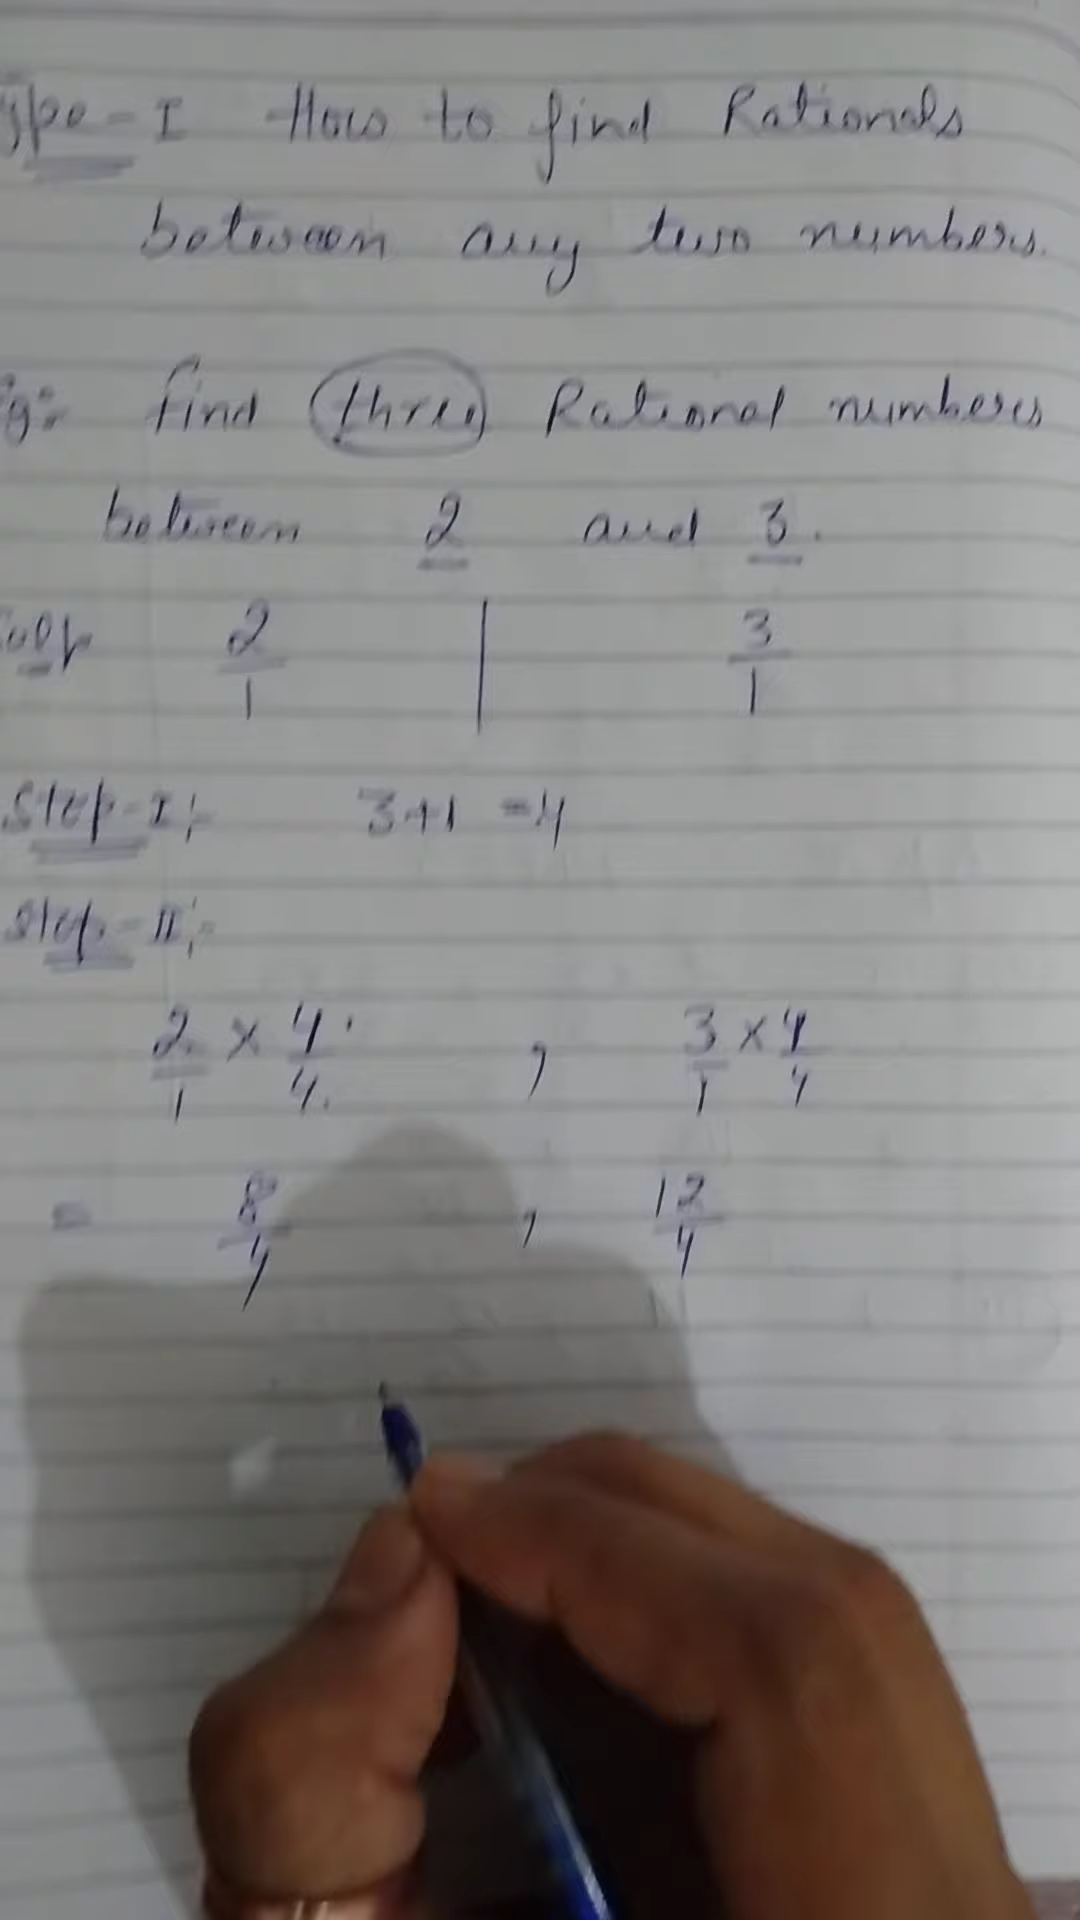 ype - I How to find Rationals
between any two numbers.
g:- find three Rational numbers
between 2 and 3.
Solⁿ 2/1 | 3/1
Step-I:- 3+1 =4
Step-II:-
2/1 × 4/4 , 3/1 × 4/4
= 8/4 , 12/4